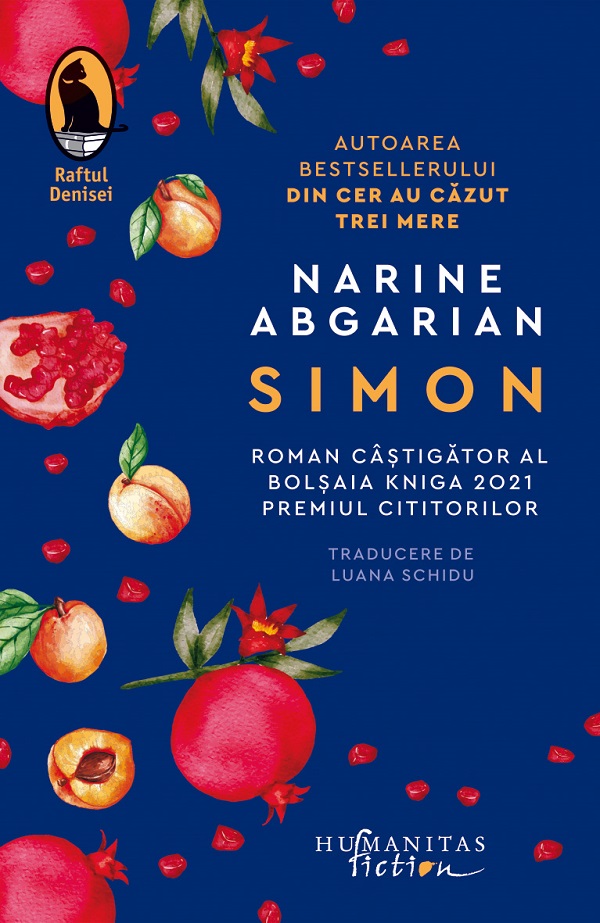 Raftul
Denisei
AUTOAREA
BESTSELLERULUI
DIN CER AU CĂZUT
TREI MERE
NARINE
ABGARIAN
SIMON
ROMAN CÂȘTIGĂTOR AL
BOLȘAIA KNIGA 2021
PREMIUL CITITORILOR
TRADUCERE DE
LUANA SCHIDU
HUMANITAS
fiction